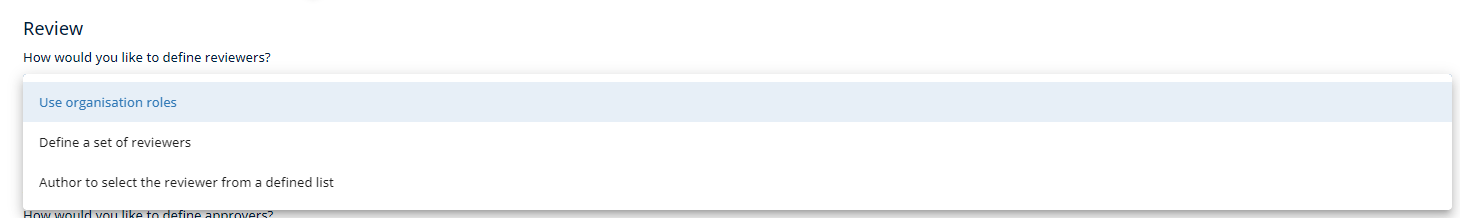 Review
How would you like to define reviewers?
Use organisation roles
Define a set of reviewers
Author to select the reviewer from a defined list
How would you like to define approvers?